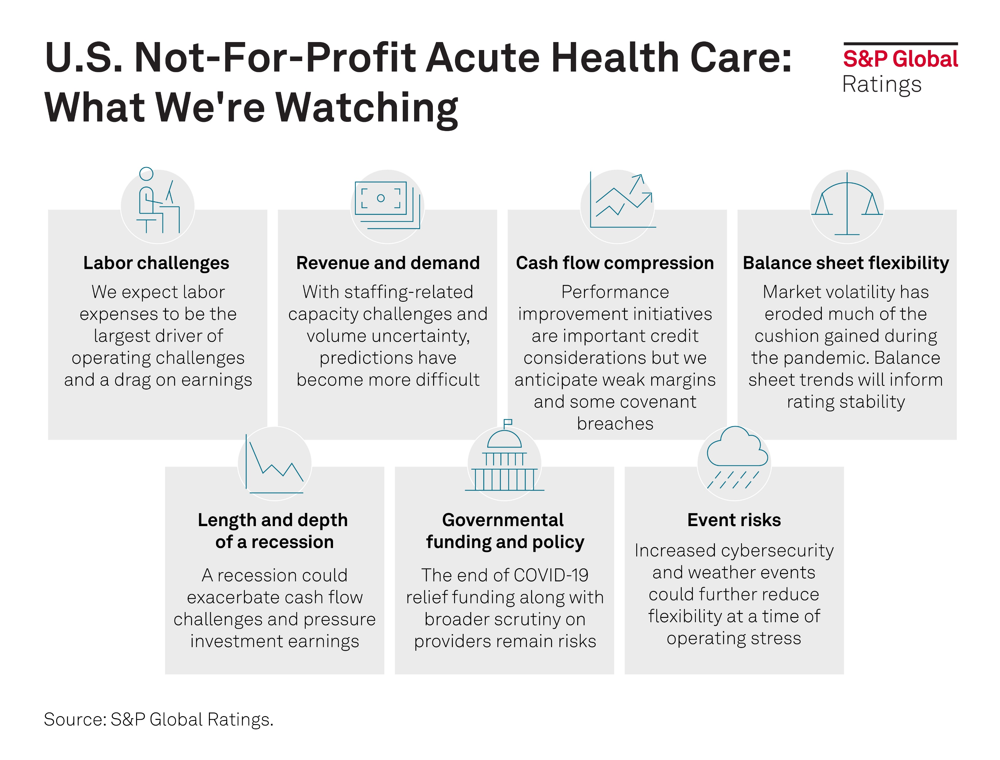 U.S. Not-For-Profit Acute Health Care:
What We're Watching
S&P Global
Ratings
Labor challenges
We expect labor
expenses to be the
largest driver of
operating challenges
and a drag on earnings
Revenue and demand
With staffing-related
capacity challenges and
volume uncertainty,
predictions have
become more difficult
Cash flow compression
Performance
improvement initiatives
are important credit
considerations but we
anticipate weak margins
and some covenant
breaches
Balance sheet flexibility
Market volatility has
eroded much of the
cushion gained during
the pandemic. Balance
sheet trends will inform
rating stability
Length and depth
of a recession
A recession could
exacerbate cash flow
challenges and pressure
investment earnings
Governmental
funding and policy
The end of COVID-19
relief funding along with
broader scrutiny on
providers remain risks
Event risks
Increased cybersecurity
and weather events
could further reduce
flexibility at a time of
operating stress
Source: S&P Global Ratings.